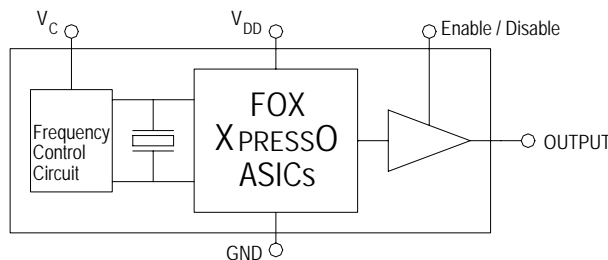 VC
VDD
Enable / Disable
Frequency
Control
Circuit
FOX
XPRESSO
ASICs
OUTPUT
GND